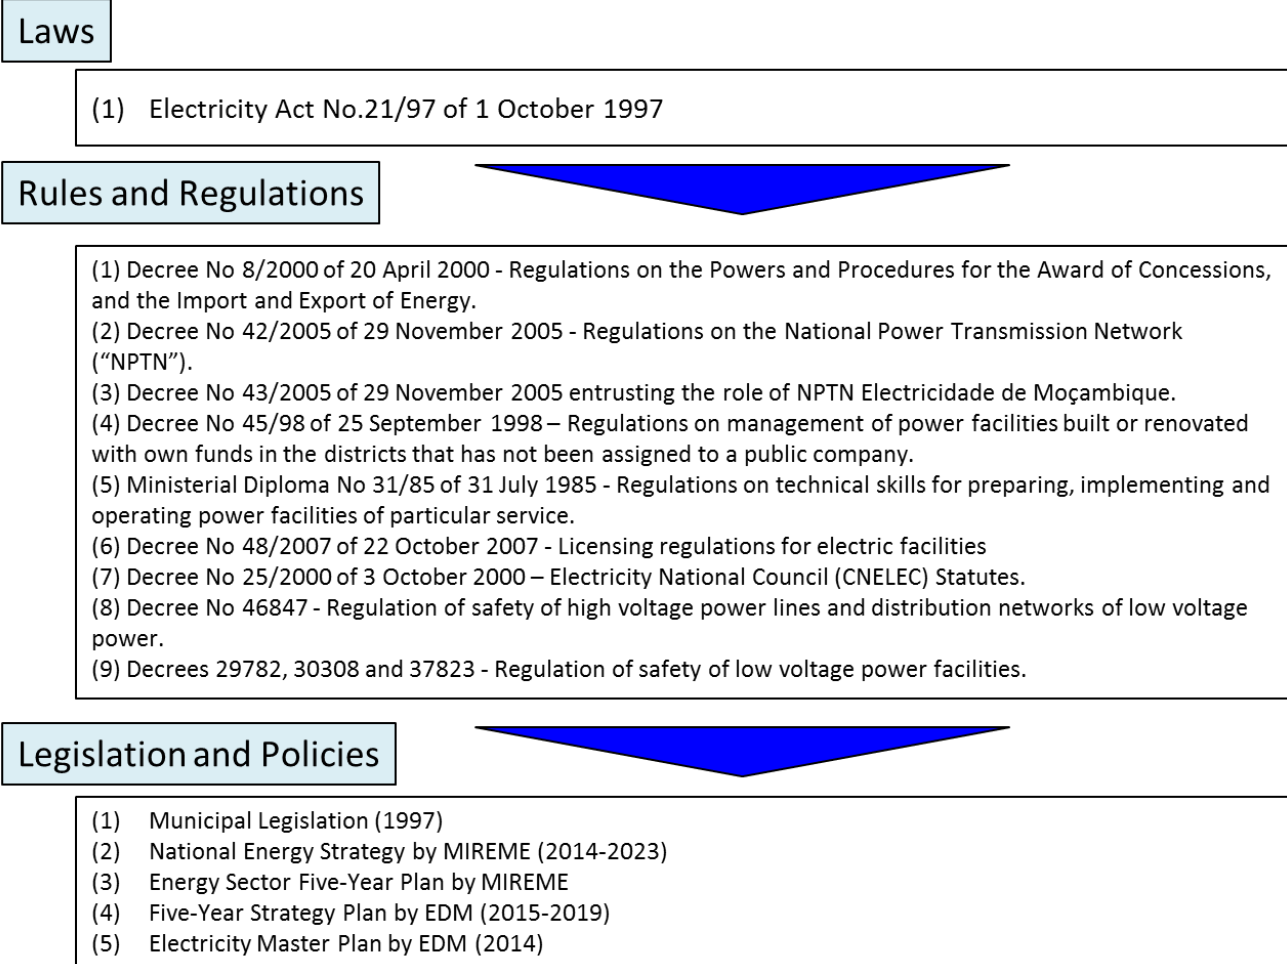 Laws
(1) Electricity Act No.21/97 of 1 October 1997
Rules and Regulations
(1) Decree No 8/2000 of 20 April 2000 - Regulations on the Powers and Procedures for the Award of Concessions,
and the Import and Export of Energy.
(2) Decree No 42/2005 of 29 November 2005 - Regulations on the National Power Transmission Network
(“NPTN”).
(3) Decree No 43/2005 of 29 November 2005 entrusting the role of NPTN Electricidade de Moçambique.
(4) Decree No 45/98 of 25 September 1998 – Regulations on management of power facilities built or renovated
with own funds in the districts that has not been assigned to a public company.
(5) Ministerial Diploma No 31/85 of 31 July 1985 - Regulations on technical skills for preparing, implementing and
operating power facilities of particular service.
(6) Decree No 48/2007 of 22 October 2007 - Licensing regulations for electric facilities
(7) Decree No 25/2000 of 3 October 2000 – Electricity National Council (CNELEC) Statutes.
(8) Decree No 46847 - Regulation of safety of high voltage power lines and distribution networks of low voltage
power.
(9) Decrees 29782, 30308 and 37823 - Regulation of safety of low voltage power facilities.
Legislation and Policies
(1) Municipal Legislation (1997)
(2) National Energy Strategy by MIREME (2014-2023)
(3) Energy Sector Five-Year Plan by MIREME
(4) Five-Year Strategy Plan by EDM (2015-2019)
(5) Electricity Master Plan by EDM (2014)